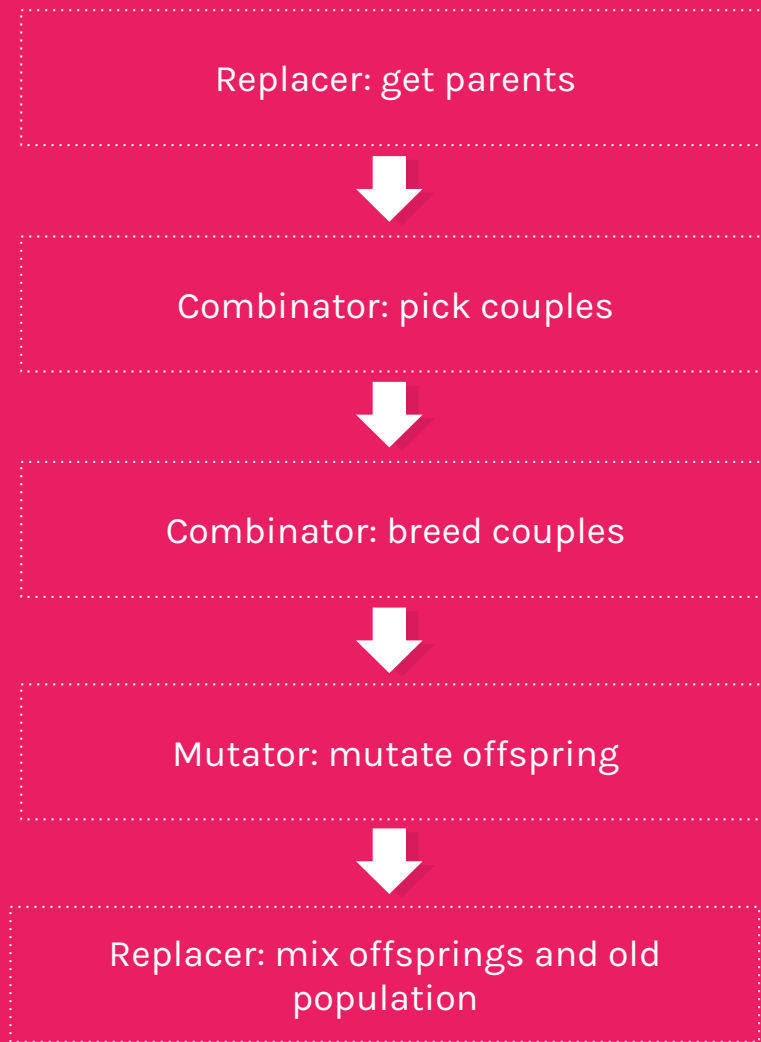 Replacer: get parents
Combinator: pick couples
Combinator: breed couples
Mutator: mutate offspring
Replacer: mix offsprings and old
population